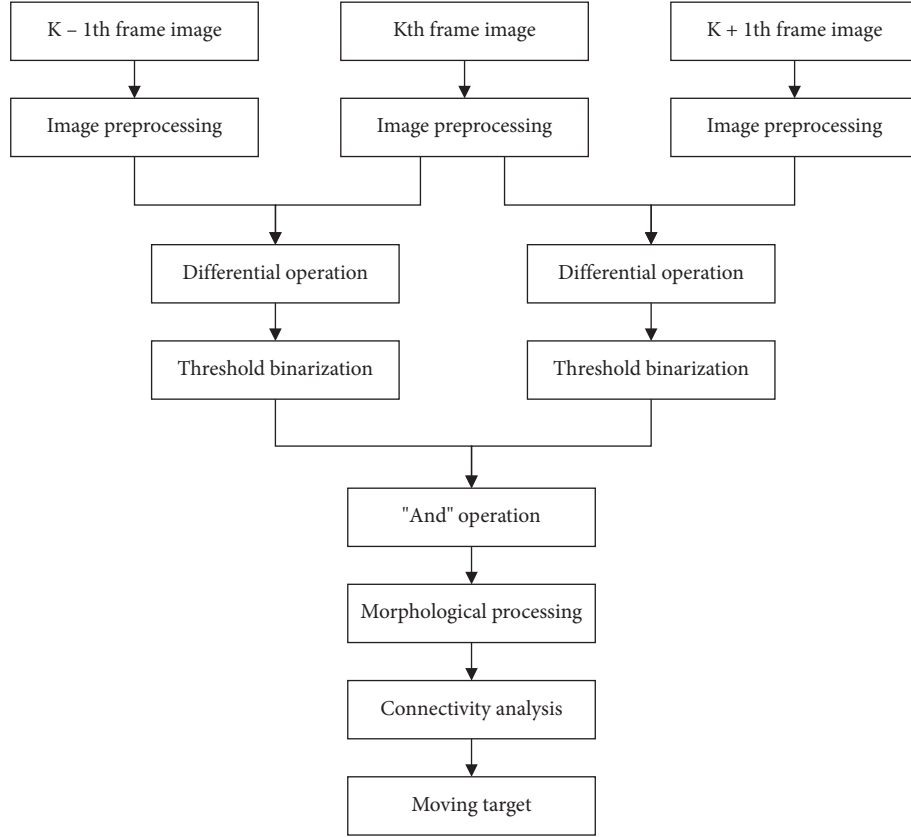 K – 1th frame image
Kth frame image
K + 1th frame image
Image preprocessing
Image preprocessing
Image preprocessing
Differential operation
Differential operation
Threshold binarization
Threshold binarization
"And" operation
Morphological processing
Connectivity analysis
Moving target